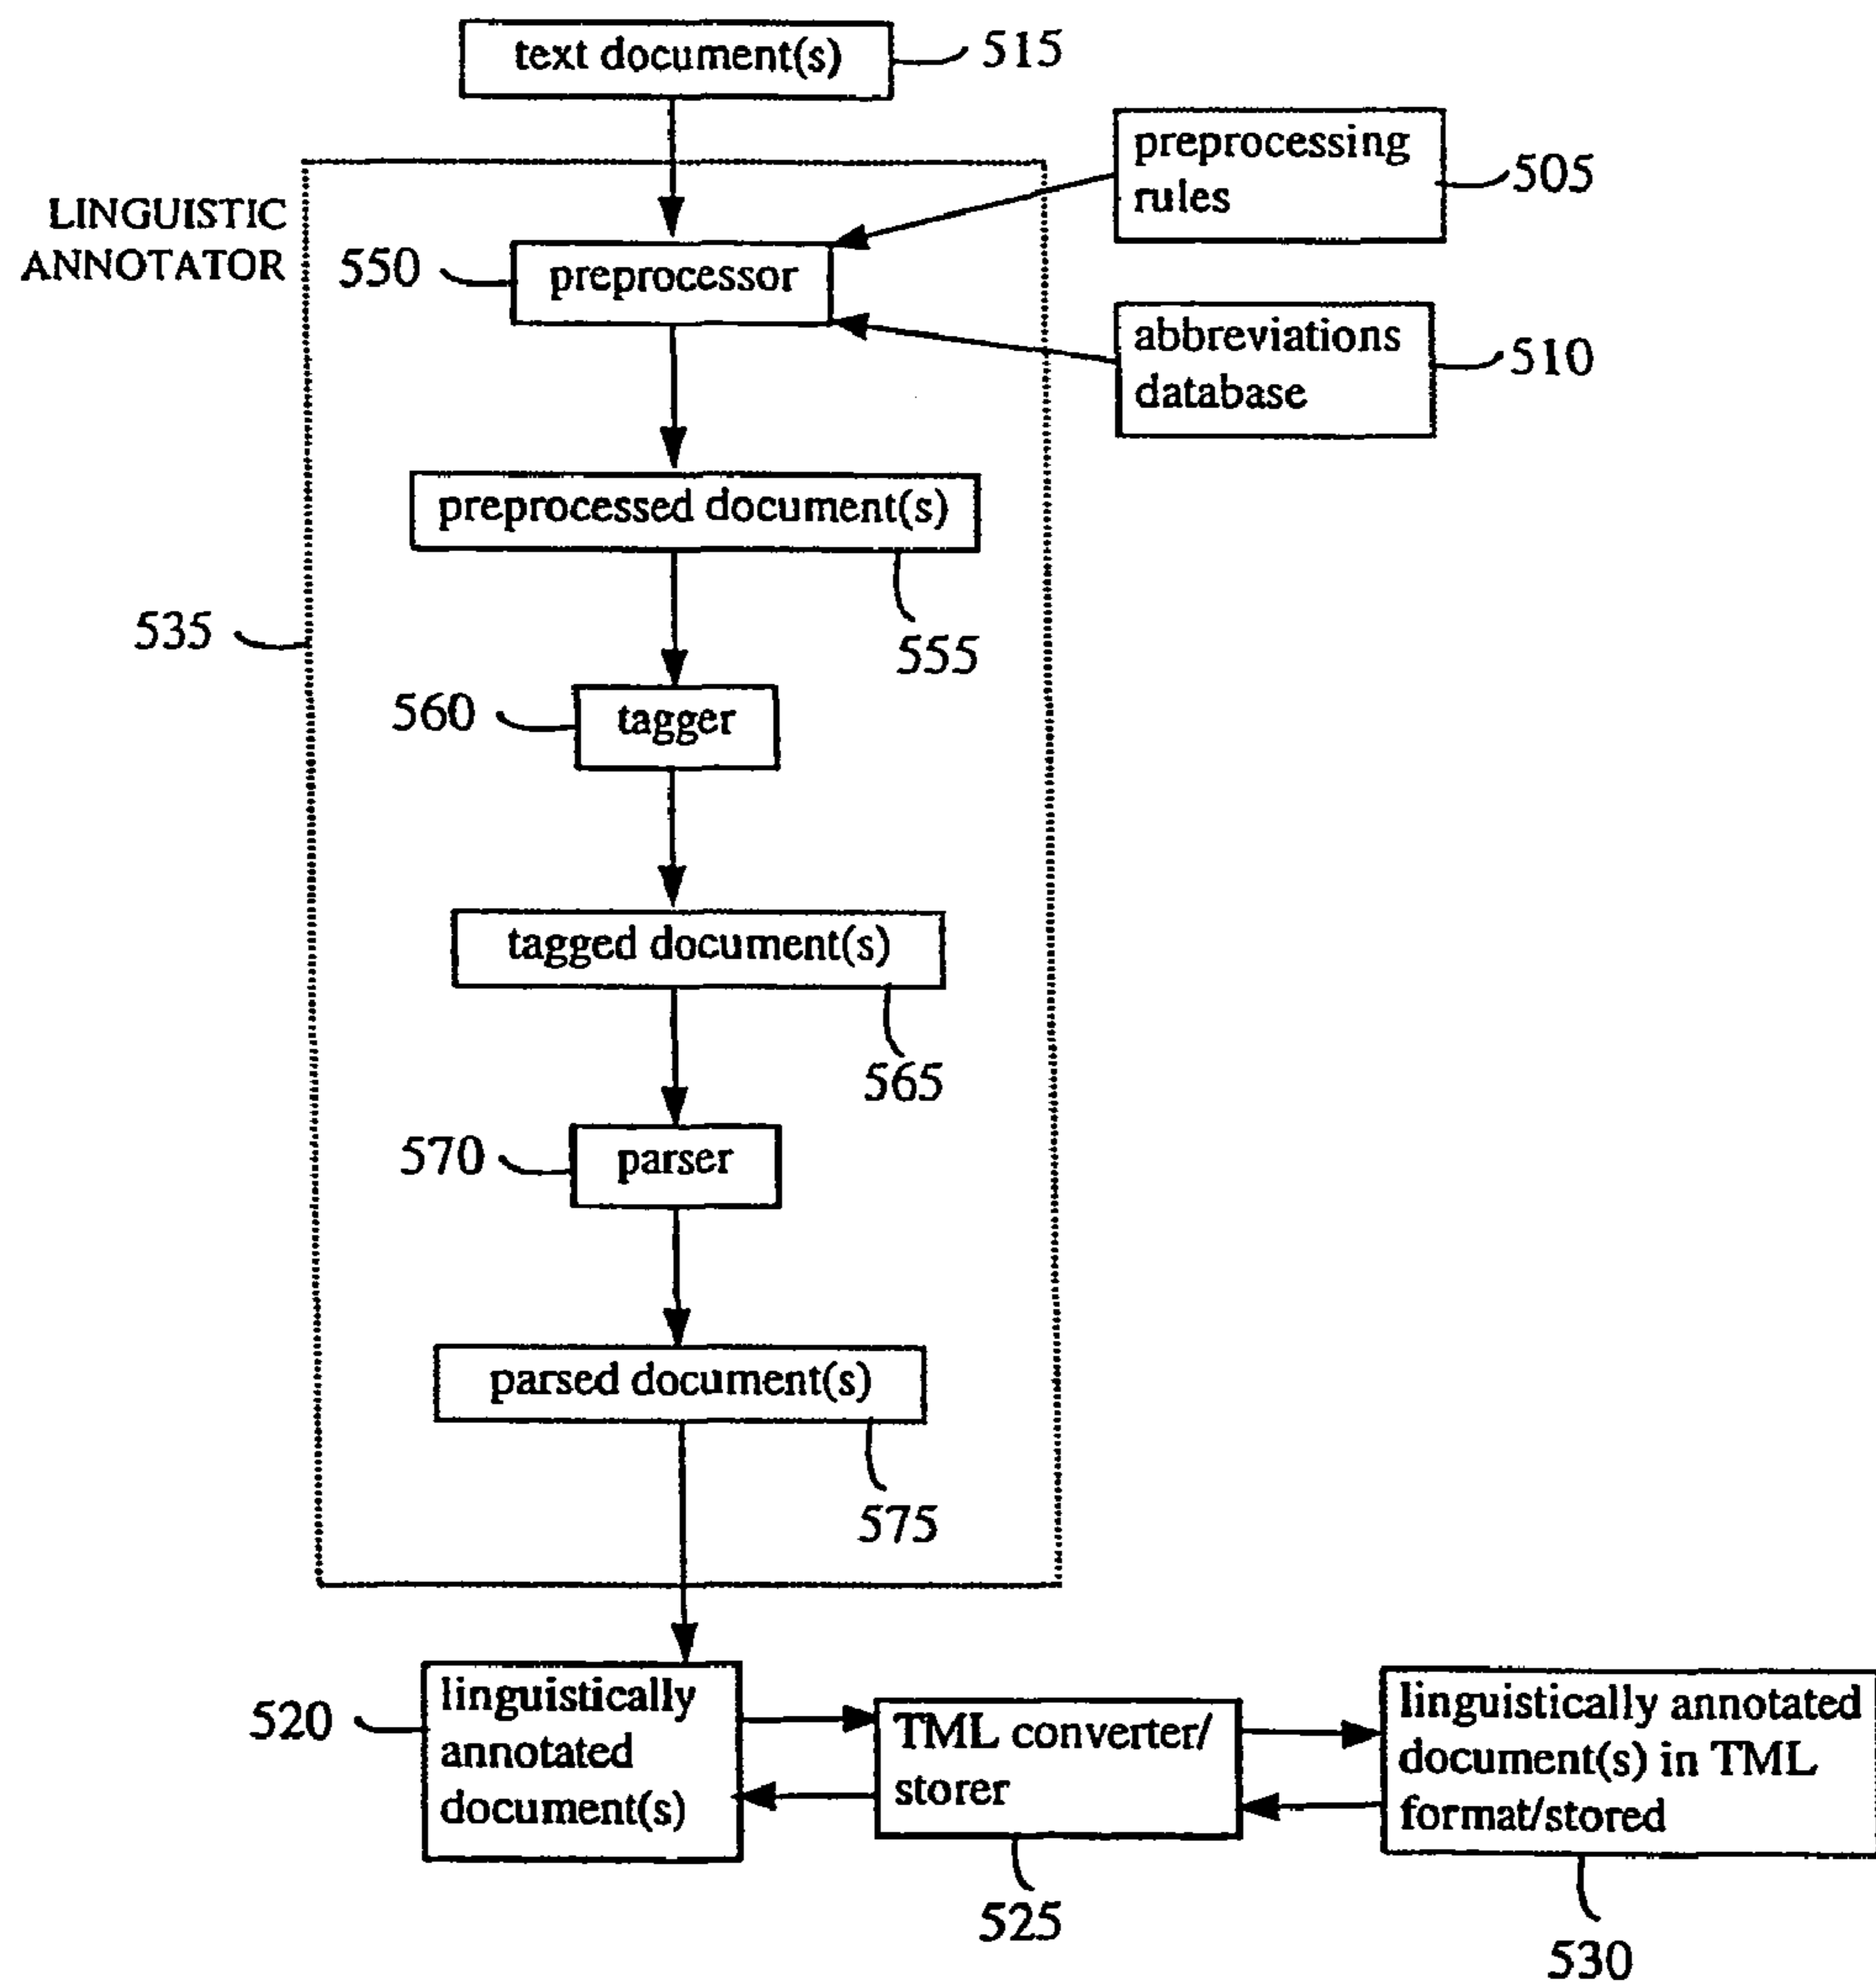 text document(s)
515
preprocessing
rules
505
LINGUISTIC
ANNOTATOR
550
preprocessor
abbreviations
database
510
preprocessed document(s)
555
535
560
tagger
tagged document(s)
565
570
parser
parsed document(s)
575
520
linguistically
annotated
document(s)
TML converter/
storer
525
linguistically annotated
document(s) in TML
format/stored
530